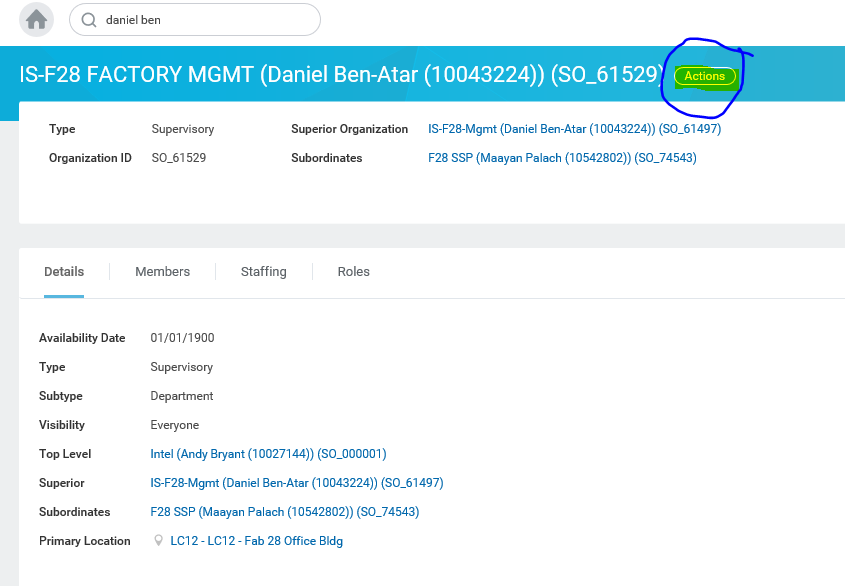 daniel ben
IS-F28 FACTORY MGMT (Daniel Ben-Atar (10043224)) (SO_61529) Actions
Type Supervisory Superior Organization IS-F28-Mgmt (Daniel Ben-Atar (10043224)) (SO_61497)
Organization ID SO_61529 Subordinates F28 SSP (Maayan Palach (10542802)) (SO_74543)
Details Members Staffing Roles
Availability Date 01/01/1900
Type Supervisory
Subtype Department
Visibility Everyone
Top Level Intel (Andy Bryant (10027144)) (SO_000001)
Superior IS-F28-Mgmt (Daniel Ben-Atar (10043224)) (SO_61497)
Subordinates F28 SSP (Maayan Palach (10542802)) (SO_74543)
Primary Location LC12 - LC12 - Fab 28 Office Bldg